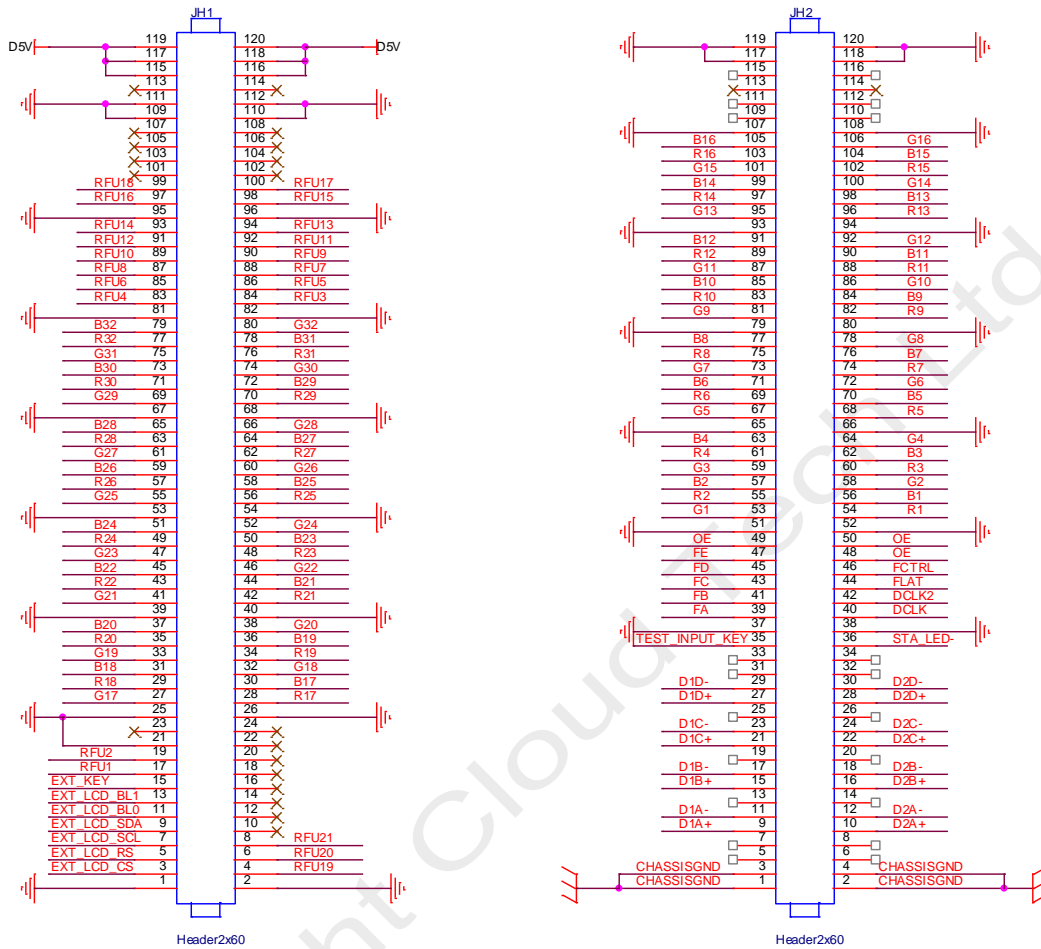 JH1
D5V 119 120 D5V
117 118
115 116
113 114
111 112
109 110
107 108
105 106
103 104
101 102
RFU18 99 100 RFU17
RFU16 97 98 RFU15
95 96
RFU14 93 94 RFU13
RFU12 91 92 RFU11
RFU10 89 90 RFU9
RFU8 87 88 RFU7
RFU6 85 86 RFU5
RFU4 83 84 RFU3
81 82
B32 79 80 G32
R32 77 78 B31
G31 75 76 R31
B30 73 74 G30
R30 71 72 B29
G29 69 70 R29
67 68
B28 65 66 G28
R28 63 64 B27
G27 61 62 R27
B26 59 60 G26
R26 57 58 B25
G25 55 56 R25
53 54
B24 51 52 G24
R24 49 50 B23
G23 47 48 R23
B22 45 46 G22
R22 43 44 B21
G21 41 42 R21
39 40
B20 37 38 G20
R20 35 36 B19
G19 33 34 R19
B18 31 32 G18
R18 29 30 B17
G17 27 28 R17
25 26
23 24
21 22
RFU2 19 20
RFU1 17 18
EXT_KEY 15 16
EXT_LCD_BL1 13 14
EXT_LCD_BL0 11 12
EXT_LCD_SDA 9 10
EXT_LCD_SCL 7 8 RFU21
EXT_LCD_RS 5 6 RFU20
EXT_LCD_CS 3 4 RFU19
1 2
Header2x60
JH2
119 120
117 118
115 116
113 114
111 112
109 110
107 108
B16 105 106 G16
R16 103 104 B15
G15 101 102 R15
B14 99 100 G14
R14 97 98 B13
G13 95 96 R13
93 94
B12 91 92 G12
R12 89 90 B11
G11 87 88 R11
B10 85 86 G10
R10 83 84 B9
G9 81 82 R9
79 80
B8 77 78 G8
R8 75 76 B7
G7 73 74 R7
B6 71 72 G6
R6 69 70 B5
G5 67 68 R5
65 66
B4 63 64 G4
R4 61 62 B3
G3 59 60 R3
B2 57 58 G2
R2 55 56 B1
G1 53 54 R1
51 52
OE 49 50 OE
FE 47 48 OE
FD 45 46 FCTRL
FC 43 44 FLAT
FB 41 42 DCLK2
FA 39 40 DCLK
37 38
TEST_INPUT_KEY 35 36 STA_LED-
33 34
31 32
D1D- 29 30 D2D-
D1D+ 27 28 D2D+
25 26
D1C- 23 24 D2C-
D1C+ 21 22 D2C+
19 20
D1B- 17 18 D2B-
D1B+ 15 16 D2B+
13 14
D1A- 11 12 D2A-
D1A+ 9 10 D2A+
7 8
5 6
CHASSISGND 3 4 CHASSISGND
CHASSISGND 1 2 CHASSISGND
Header2x60
ht Cloud Tech Ltd